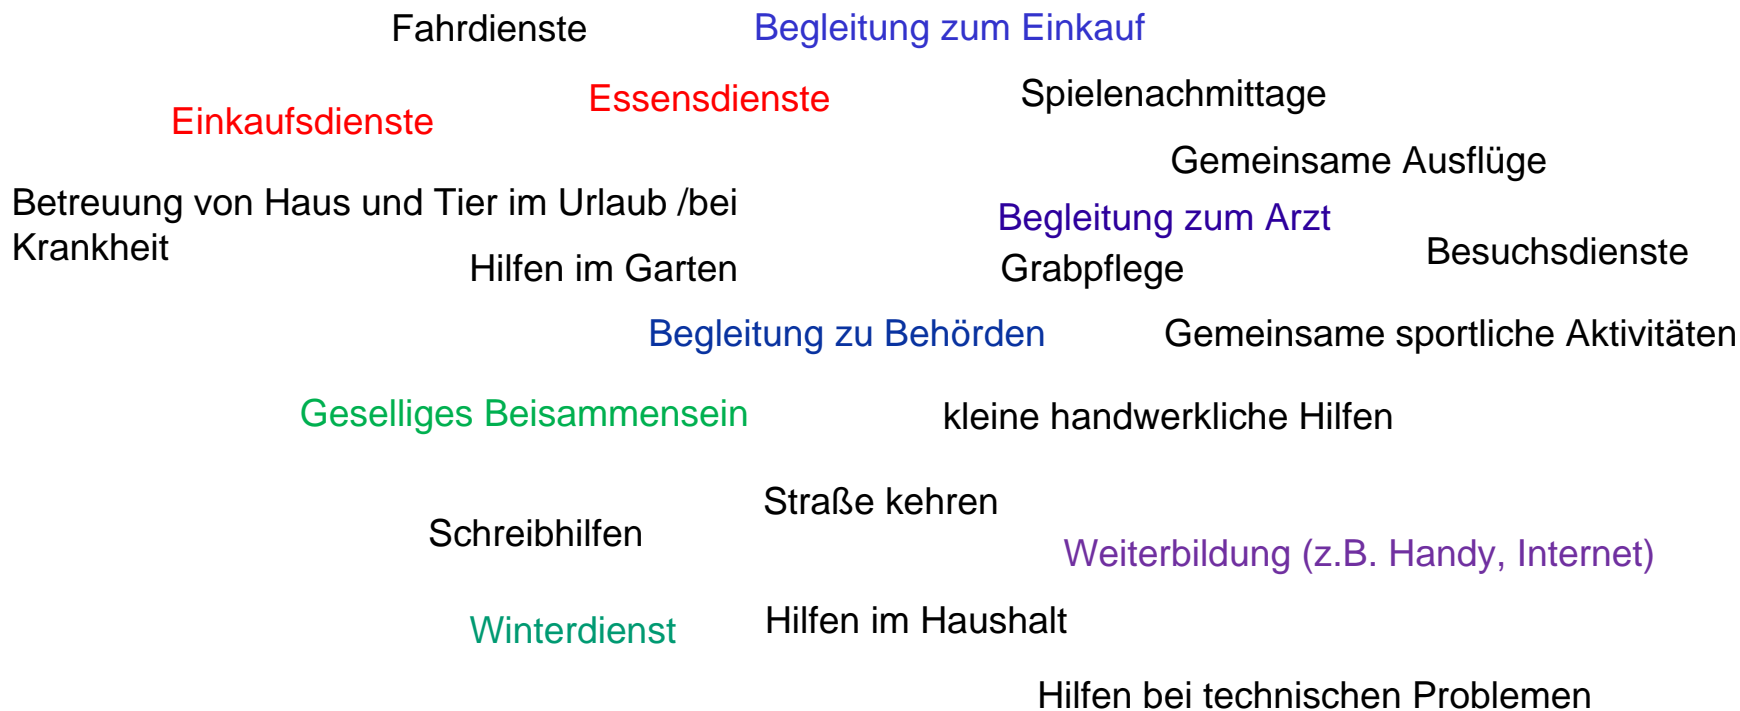 Fahrdienste
Begleitung zum Einkauf
Essensdienste
Spielenachmittage
Einkaufsdienste
Gemeinsame Ausflüge
Betreuung von Haus und Tier im Urlaub /bei
Krankheit
Begleitung zum Arzt
Besuchsdienste
Hilfen im Garten
Grabpflege
Begleitung zu Behörden
Gemeinsame sportliche Aktivitäten
Geselliges Beisammensein
kleine handwerkliche Hilfen
Straße kehren
Schreibhilfen
Weiterbildung (z.B. Handy, Internet)
Winterdienst
Hilfen im Haushalt
Hilfen bei technischen Problemen